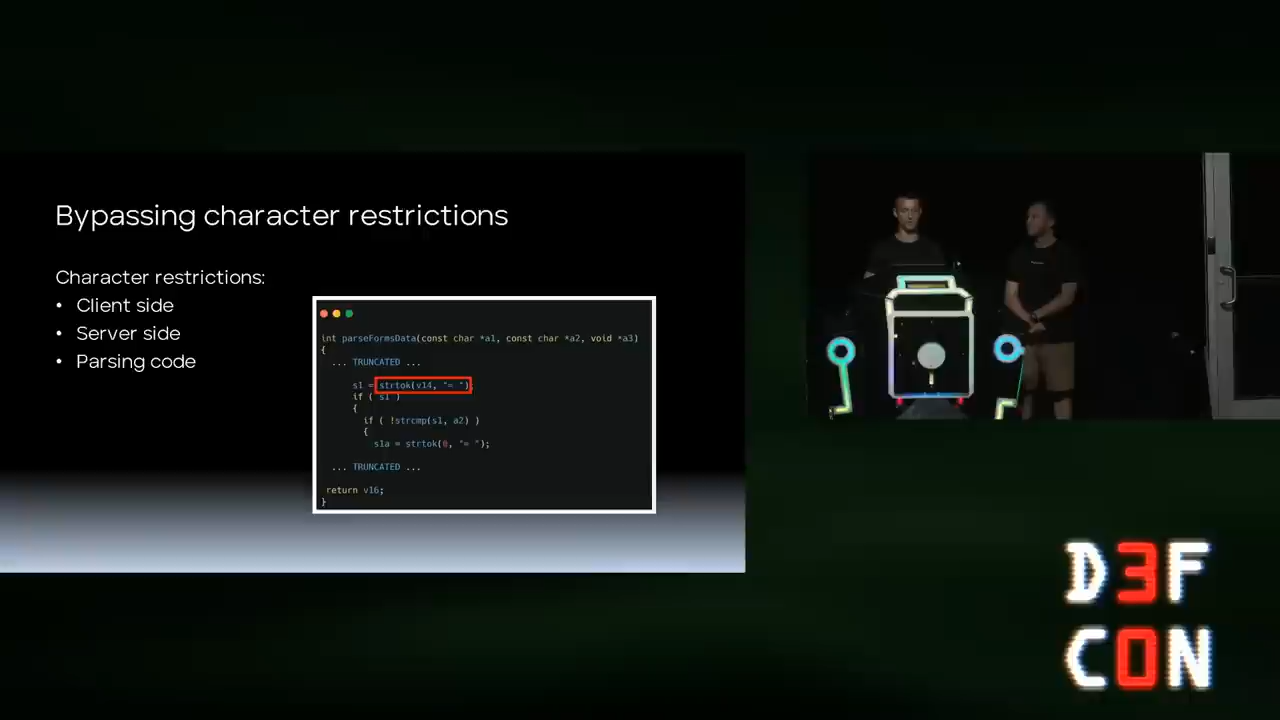 Bypassing character restrictions
Character restrictions:
• Client side
• Server side
• Parsing code
int parseFormsData(const char *a1, const char *a2, void *a3)
{
... TRUNCATED ...
s1 = strtok(v14, "= ");
if ( s1 )
{
if ( !strcmp(s1, a2) )
{
s1a = strtok(0, "= ");
... TRUNCATED ...
return v16;
}
D3F
C0N